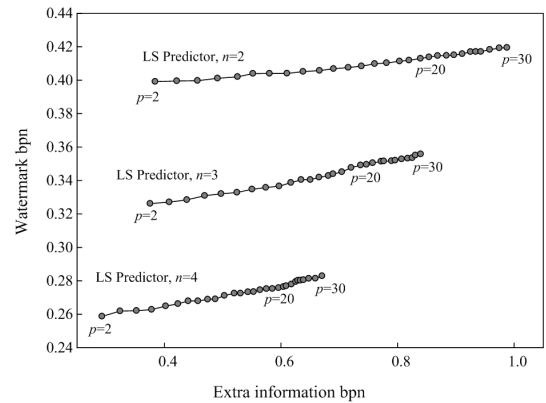 0.44
0.42
0.40
0.38
0.36
0.34
0.32
0.30
0.28
0.26
0.24
Watermark bpn
LS Predictor, n=2
p=2
p=20
p=30
LS Predictor, n=3
p=2
p=20
p=30
LS Predictor, n=4
p=2
p=20
p=30
0.4
0.6
0.8
1.0
Extra information bpn